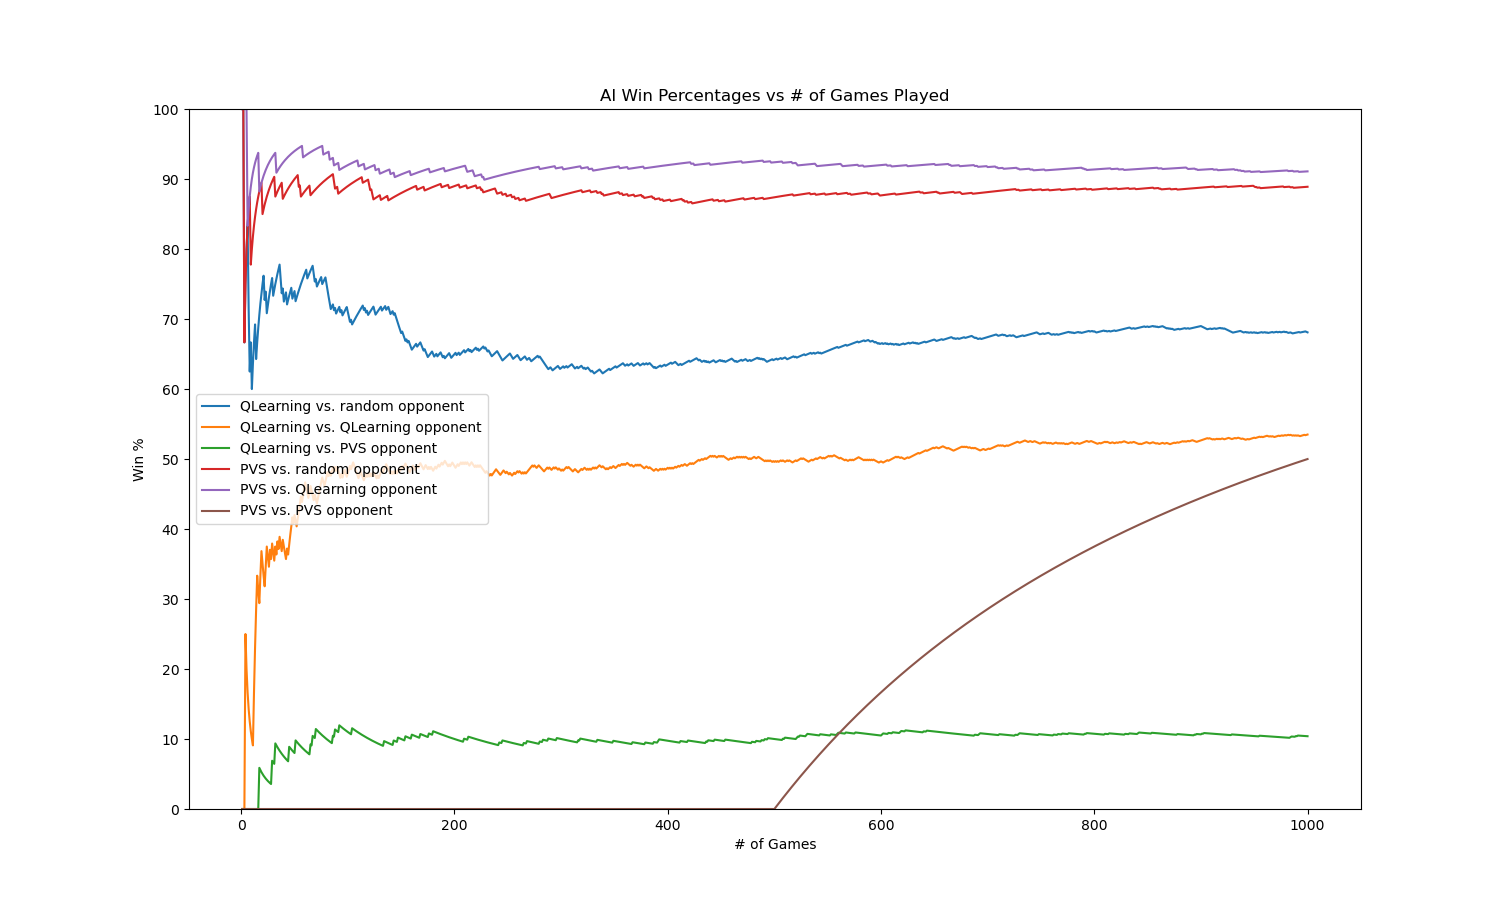 AI Win Percentages vs # of Games Played
100
90
80
70
60
50
40
30
20
10
0
Win %
QLearning vs. random opponent
QLearning vs. QLearning opponent
QLearning vs. PVS opponent
PVS vs. random opponent
PVS vs. QLearning opponent
PVS vs. PVS opponent
0 200 400 600 800 1000
# of Games